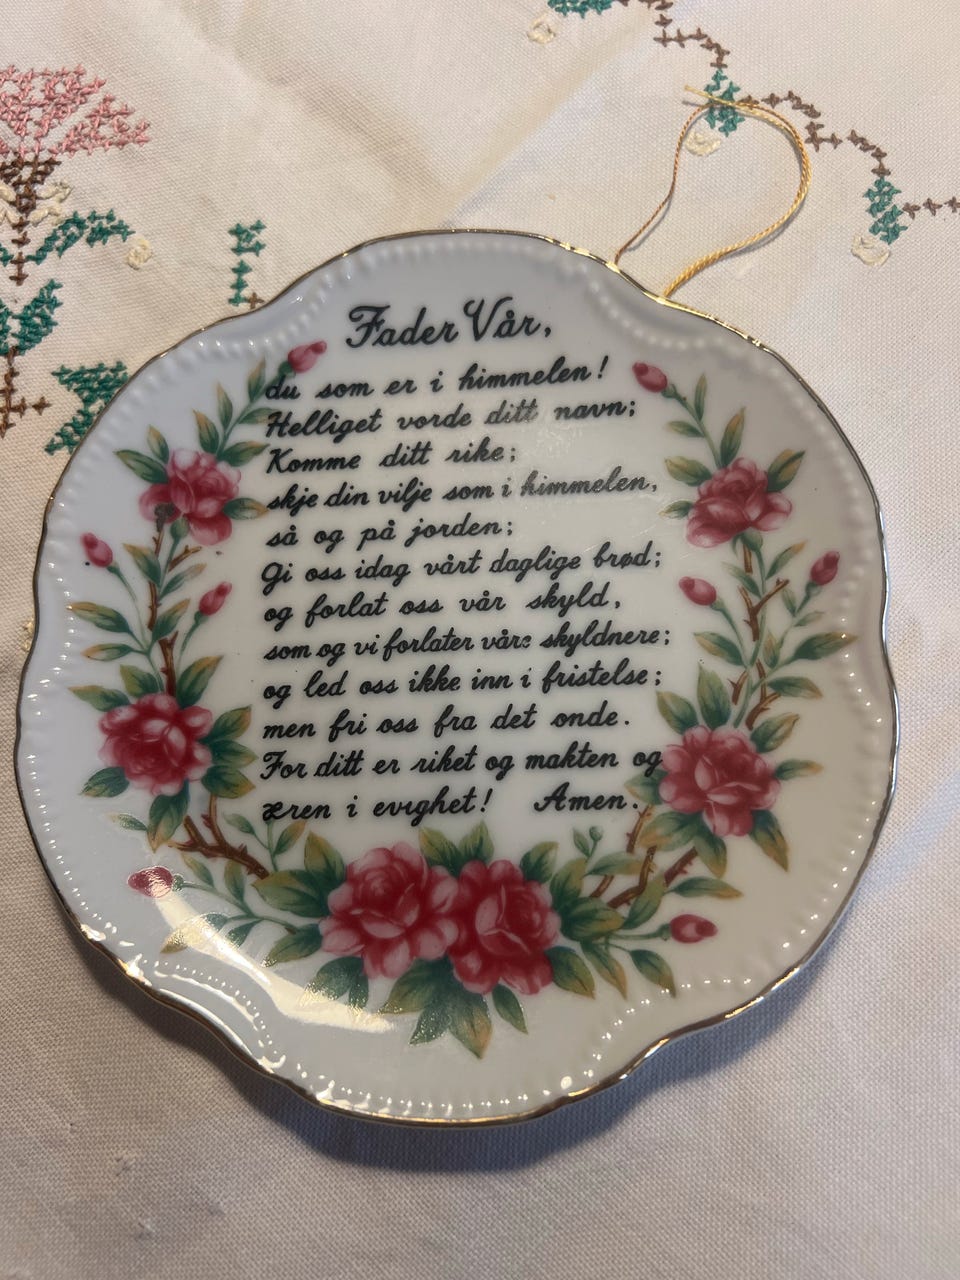 Fader Vår,
du som er i himmelen!
Helliget vorde ditt navn;
Komme ditt rike;
skje din vilje som i himmelen,
så og på jorden;
Gi oss idag vårt daglige brød;
og forlat oss vår skyld,
som og vi forlater våre skyldnere;
og led oss ikke inn i fristelse;
men fri oss fra det onde.
For ditt er riket og makten og
æren i evighet! Amen.